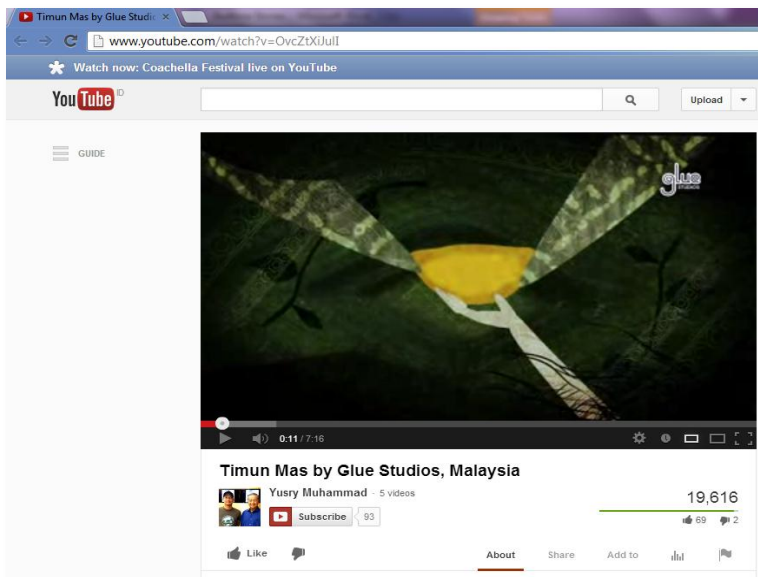 Timun Mas by Glue Studi
www.youtube.com/watch?v=OvcZtXiJulI
Watch now: Coachella Festival live on YouTube
YouTube ID
Upload
GUIDE
glue
STUDIOS
0:11 / 7:16
Timun Mas by Glue Studios, Malaysia
Yusry Muhammad · 5 videos
Subscribe 93
19,616
69 2
Like
About Share Add to